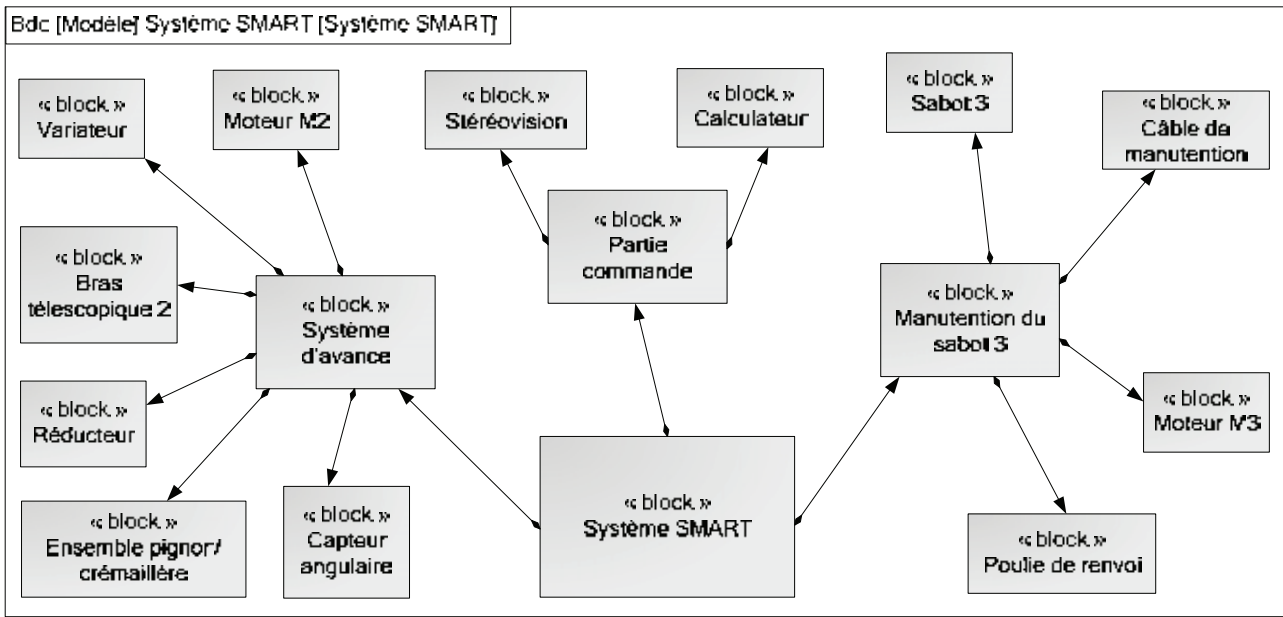 Bdc [Modèle] Système SMART [Système SMART]
« block »
Variateur
« block »
Moteur M2
« block »
Stéréovision
« block »
Calculateur
« block »
Sabot 3
« block »
Câble de
manutention
« block »
Bras
télescopique 2
« block »
Système
d'avance
« block »
Partie
commande
« block »
Manutention du
sabot 3
« block »
Réducteur
« block »
Moteur M3
« block »
Ensemble pignon/
crémaillère
« block »
Capteur
angulaire
« block »
Système SMART
« block »
Poulie de renvoi